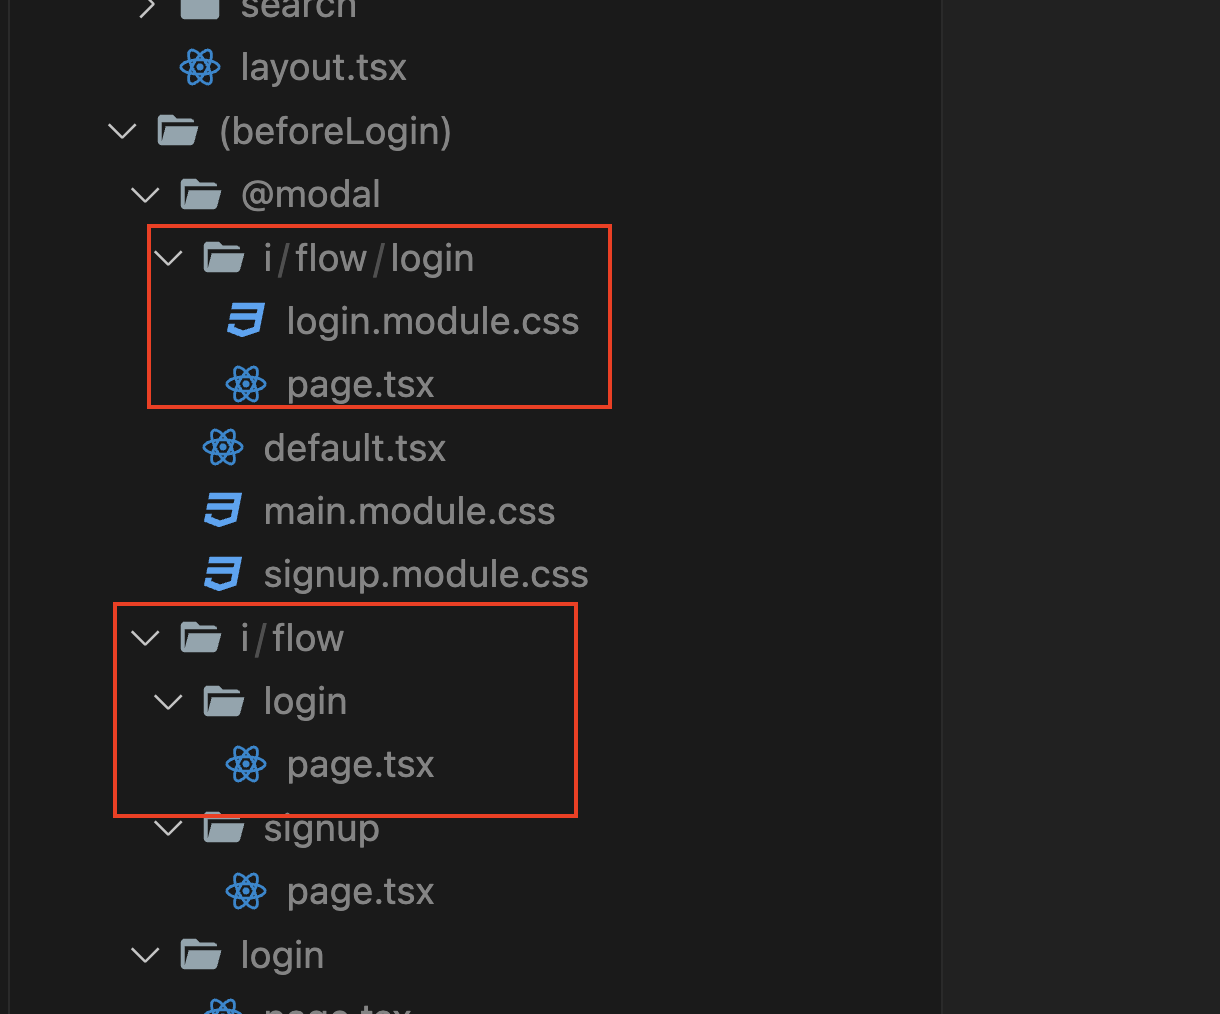 search
layout.tsx
(beforeLogin)
@modal
i/flow/login
login.module.css
page.tsx
default.tsx
main.module.css
signup.module.css
i/flow
login
page.tsx
signup
page.tsx
login
page.tsx